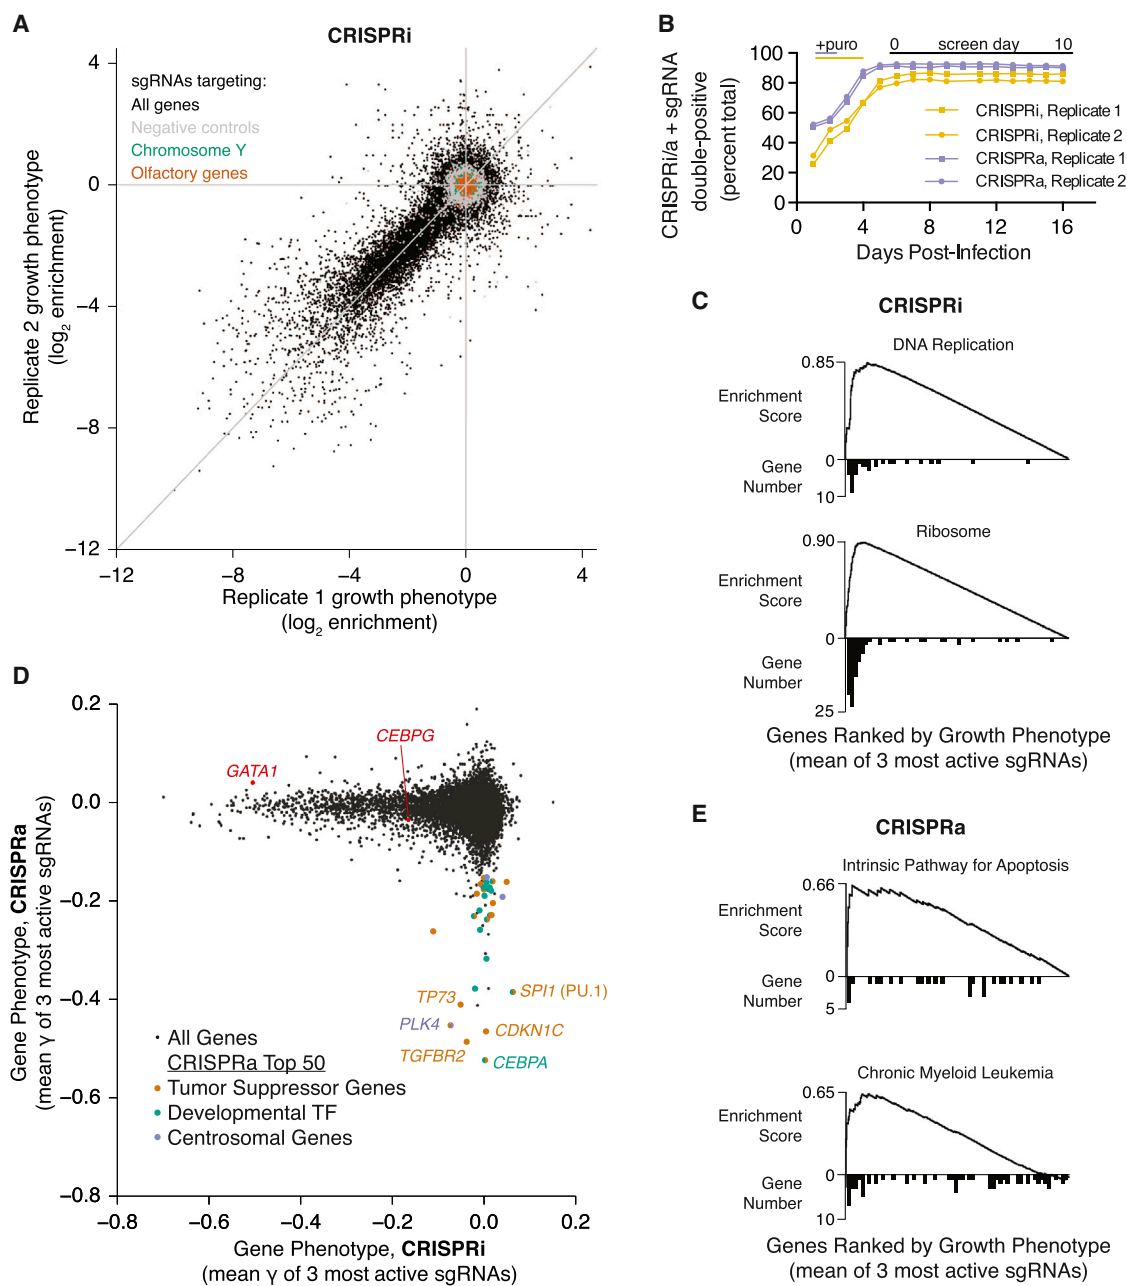 A
CRISPRi
sgRNAs targeting:
All genes
Negative controls
Chromosome Y
Olfactory genes
4
0
−4
−8
−12
Replicate 2 growth phenotype
(log2 enrichment)
−12
−8
−4
0
4
Replicate 1 growth phenotype
(log2 enrichment)
B
+puro
0 screen day 10
100
80
60
40
20
0
CRISPRi/a + sgRNA
double-positive
(percent total)
CRISPRi, Replicate 1
CRISPRi, Replicate 2
CRISPRa, Replicate 1
CRISPRa, Replicate 2
0
4
8
12
16
Days Post-Infection
C
CRISPRi
DNA Replication
0.85
Enrichment
Score
0
Gene
Number
10
Ribosome
0.90
Enrichment
Score
0
Gene
Number
25
Genes Ranked by Growth Phenotype
(mean of 3 most active sgRNAs)
D
0.2
0.0
−0.2
−0.4
−0.6
−0.8
Gene Phenotype, CRISPRa
(mean γ of 3 most active sgRNAs)
GATA1
CEBPG
TP73
SPI1 (PU.1)
PLK4
CDKN1C
TGFBR2
CEBPA
All Genes
CRISPRa Top 50
Tumor Suppressor Genes
Developmental TF
Centrosomal Genes
−0.8
−0.6
−0.4
−0.2
0.0
0.2
Gene Phenotype, CRISPRi
(mean γ of 3 most active sgRNAs)
E
CRISPRa
Intrinsic Pathway for Apoptosis
0.66
Enrichment
Score
0
Gene
Number
5
Chronic Myeloid Leukemia
0.65
Enrichment
Score
0
Gene
Number
10
Genes Ranked by Growth Phenotype
(mean of 3 most active sgRNAs)